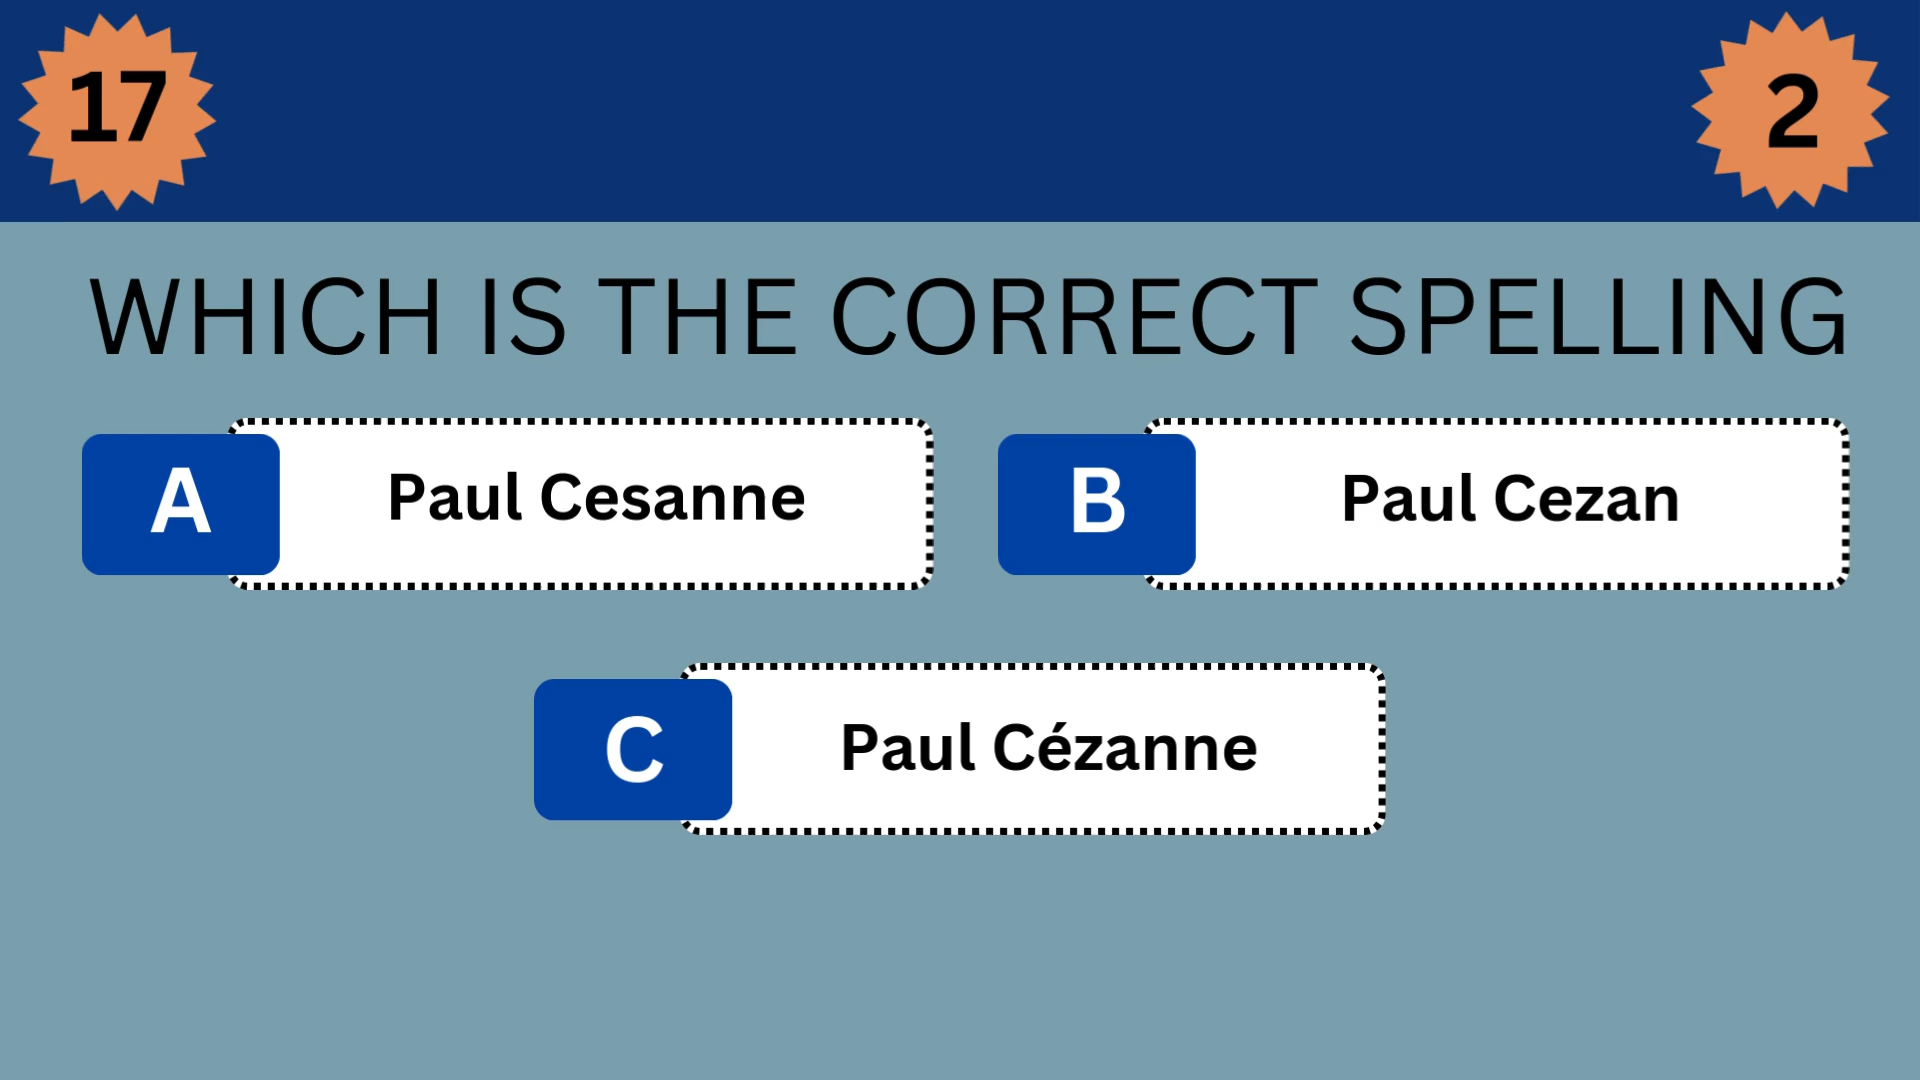 17
2
WHICH IS THE CORRECT SPELLING
A
Paul Cesanne
B
Paul Cezan
C
Paul Cézanne